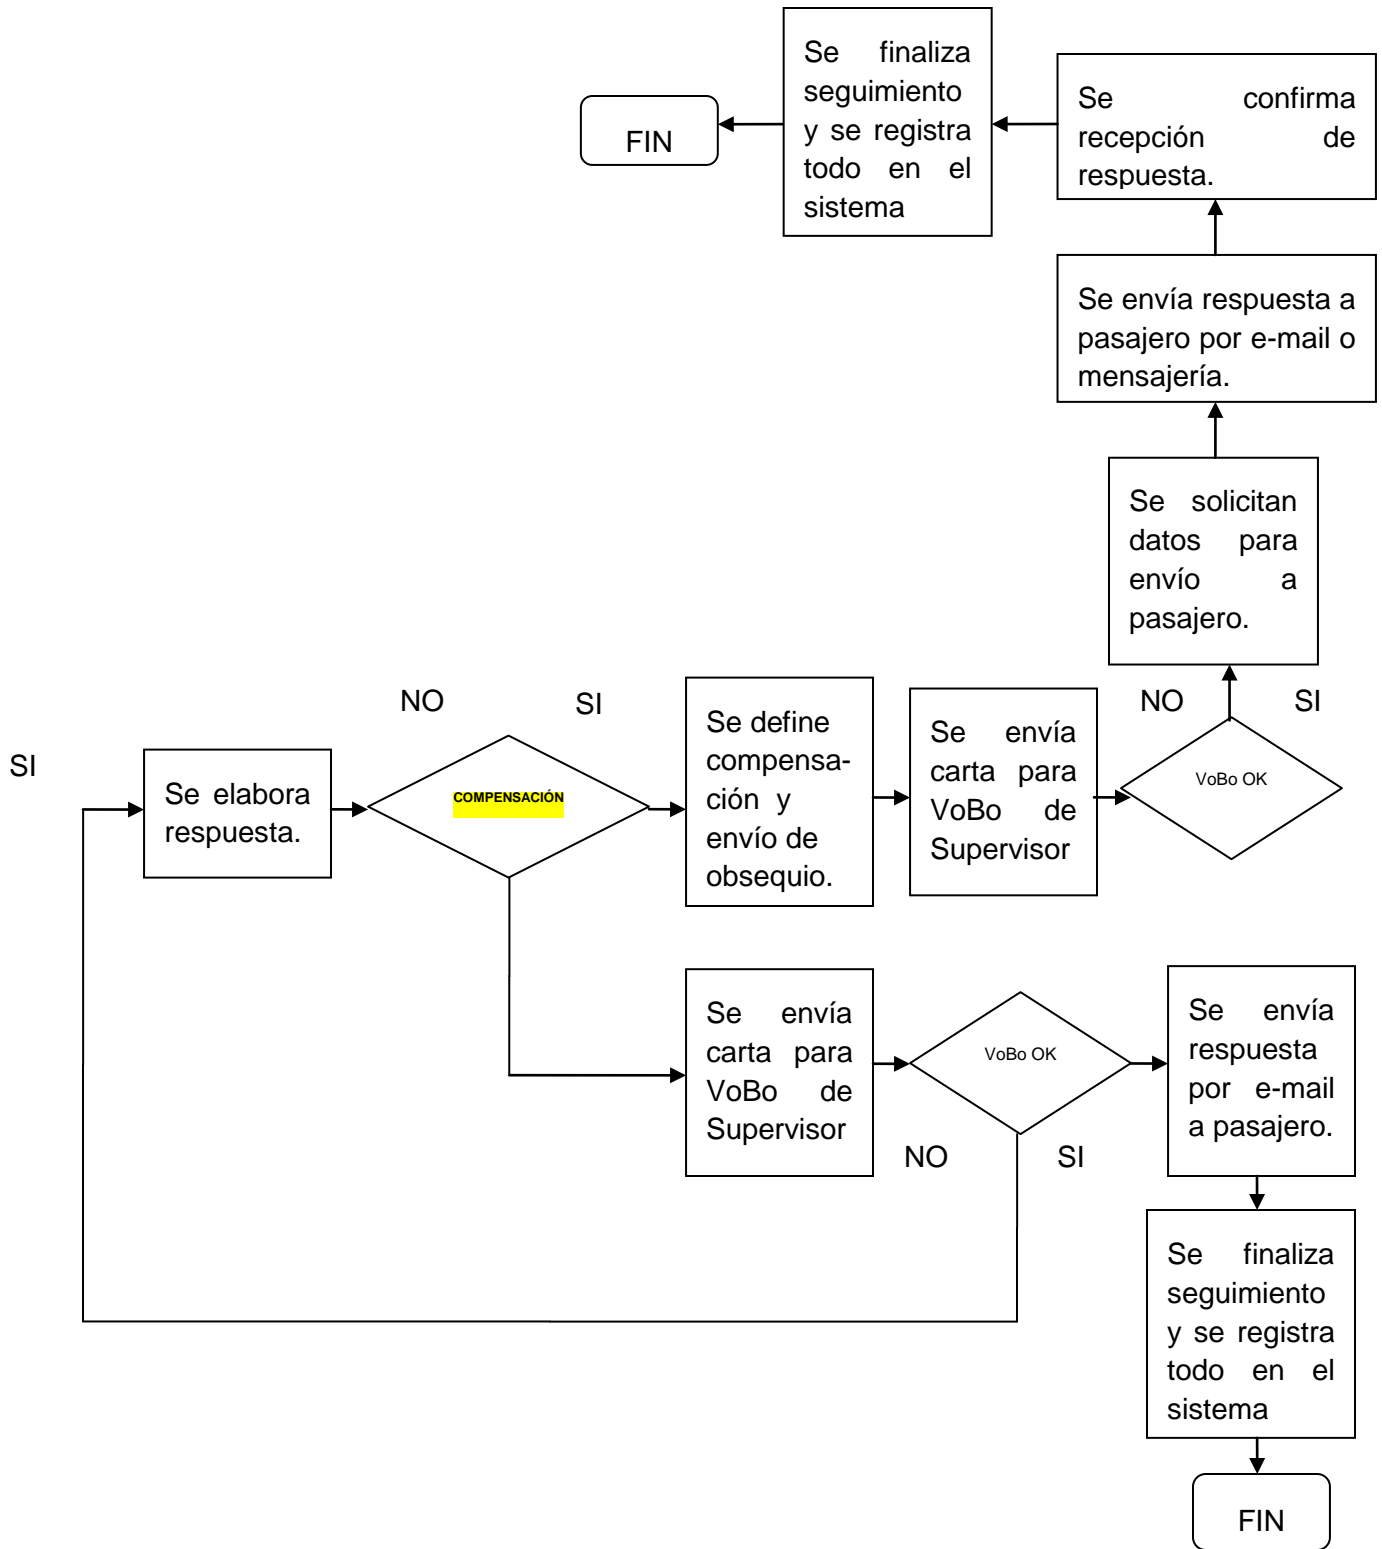 Se finaliza
seguimiento
y se registra
todo en el
sistema
Se confirma
recepción de
respuesta.
FIN
Se envía respuesta a
pasajero por e-mail o
mensajería.
Se solicitan
datos para
envío a
pasajero.
NO
SI
NO
SI
SI
Se elabora
respuesta.
COMPENSACIÓN
Se define
compensa-
ción y
envío de
obsequio.
Se envía
carta para
VoBo de
Supervisor
VoBo OK
Se envía
carta para
VoBo de
Supervisor
VoBo OK
NO
SI
Se envía
respuesta
por e-mail
a pasajero.
Se finaliza
seguimiento
y se registra
todo en el
sistema
FIN